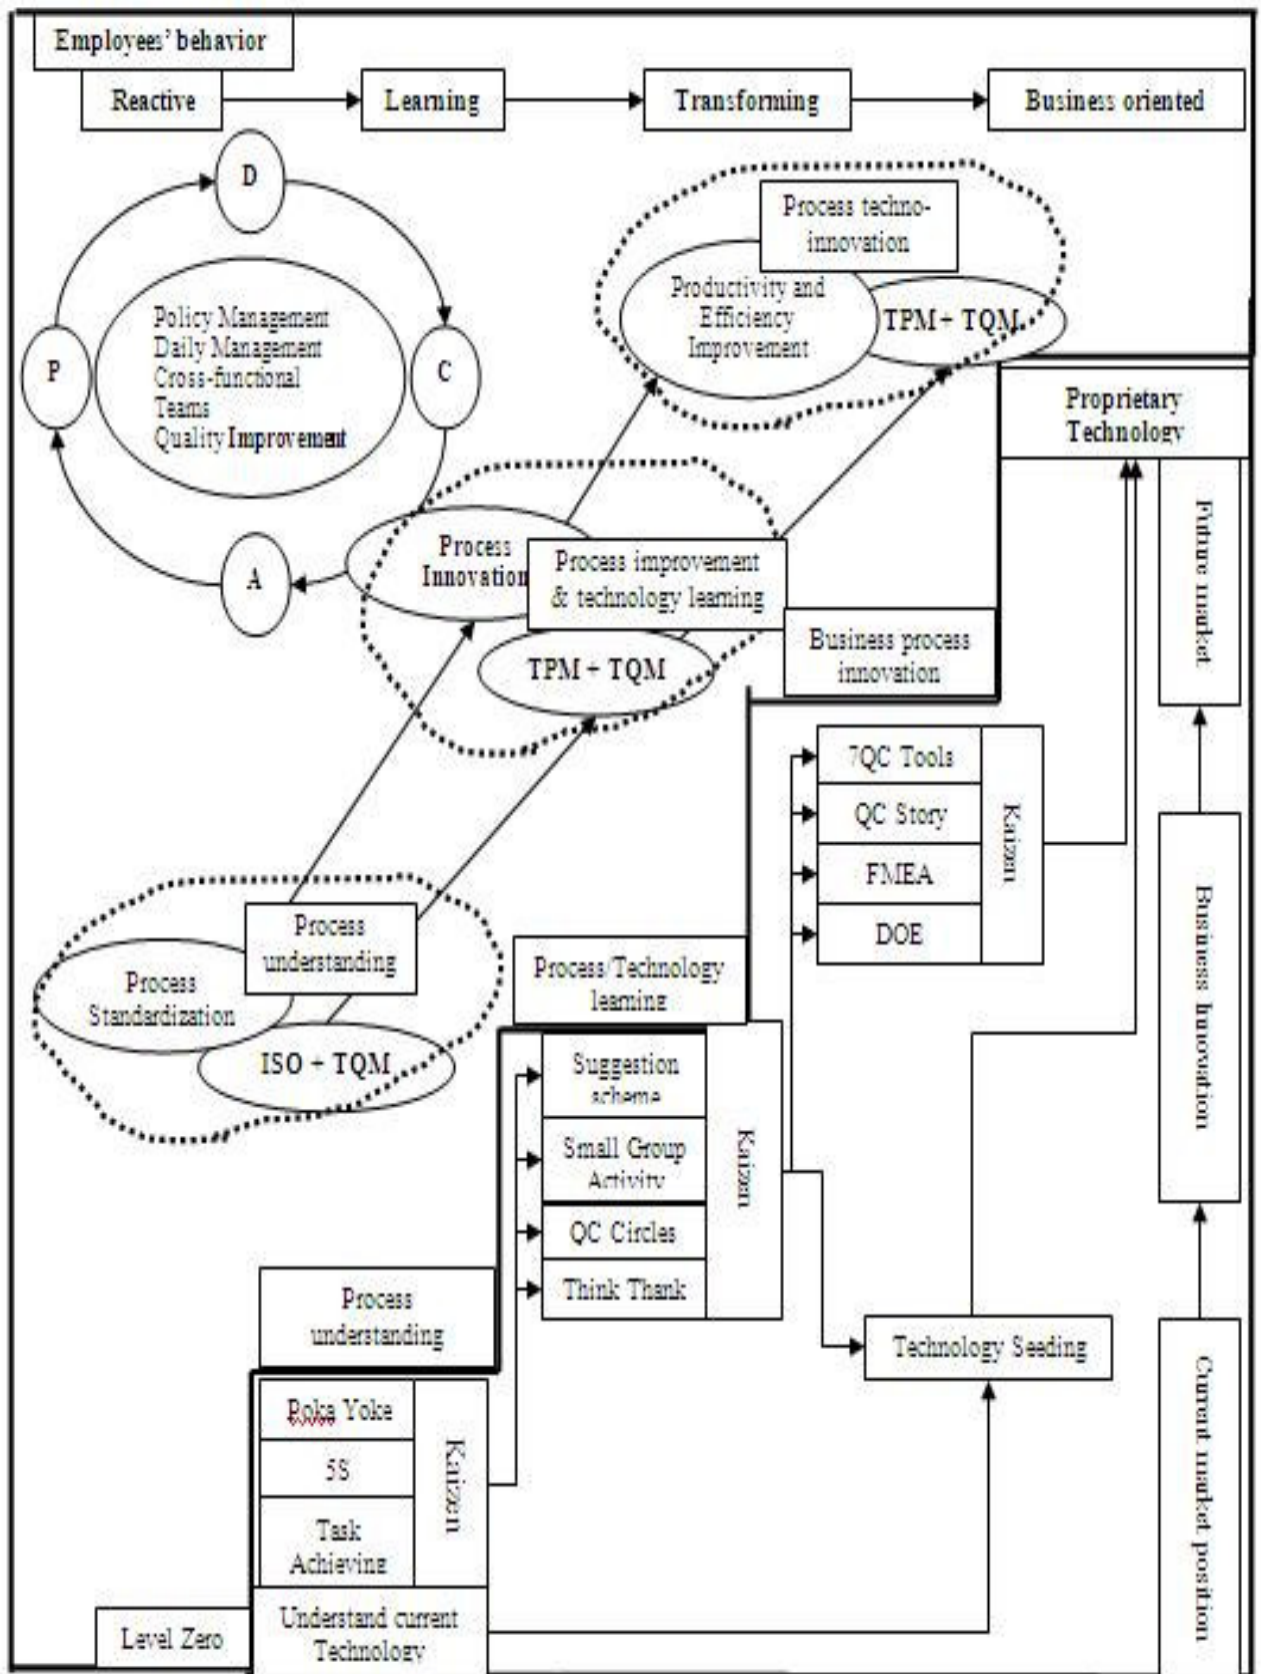 Employees' behavior
Reactive
Learning
Transforming
Business oriented
D
P
C
A
Policy Management
Daily Management
Cross-functional
Teams
Quality Improvement
Process techno-
innovation
Productivity and
Efficiency
Improvement
TPM + TQM
Proprietary
Technology
Process
Innovation
Process improvement
& technology learning
TPM + TQM
Business process
innovation
Future market
7QC Tools
QC Story
FMEA
DOE
Kaizen
Business Innovation
Process
understanding
Process
Standardization
ISO + TQM
Process/Technology
learning
Suggestion
scheme
Small Group
Activity
QC Circles
Think Thank
Kaizen
Process
understanding
Technology Seeding
Poka Yoke
5S
Task
Achieving
Kaizen
Current market position
Level Zero
Understand current
Technology